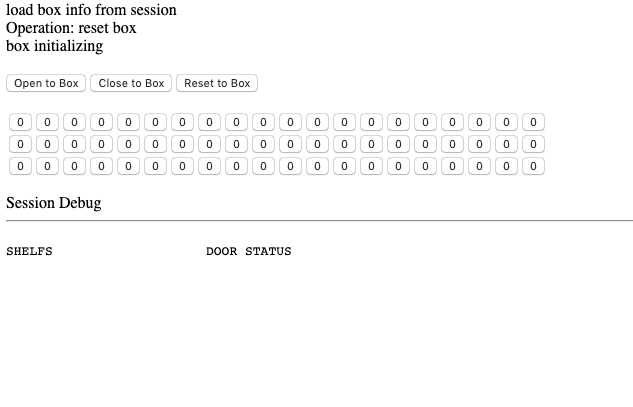 load box info from session
Operation: reset box
box initializing
Open to Box Close to Box Reset to Box
0 0 0 0 0 0 0 0 0 0 0 0 0 0 0 0 0 0 0 0
0 0 0 0 0 0 0 0 0 0 0 0 0 0 0 0 0 0 0 0
0 0 0 0 0 0 0 0 0 0 0 0 0 0 0 0 0 0 0 0
Session Debug
SHELFS DOOR STATUS